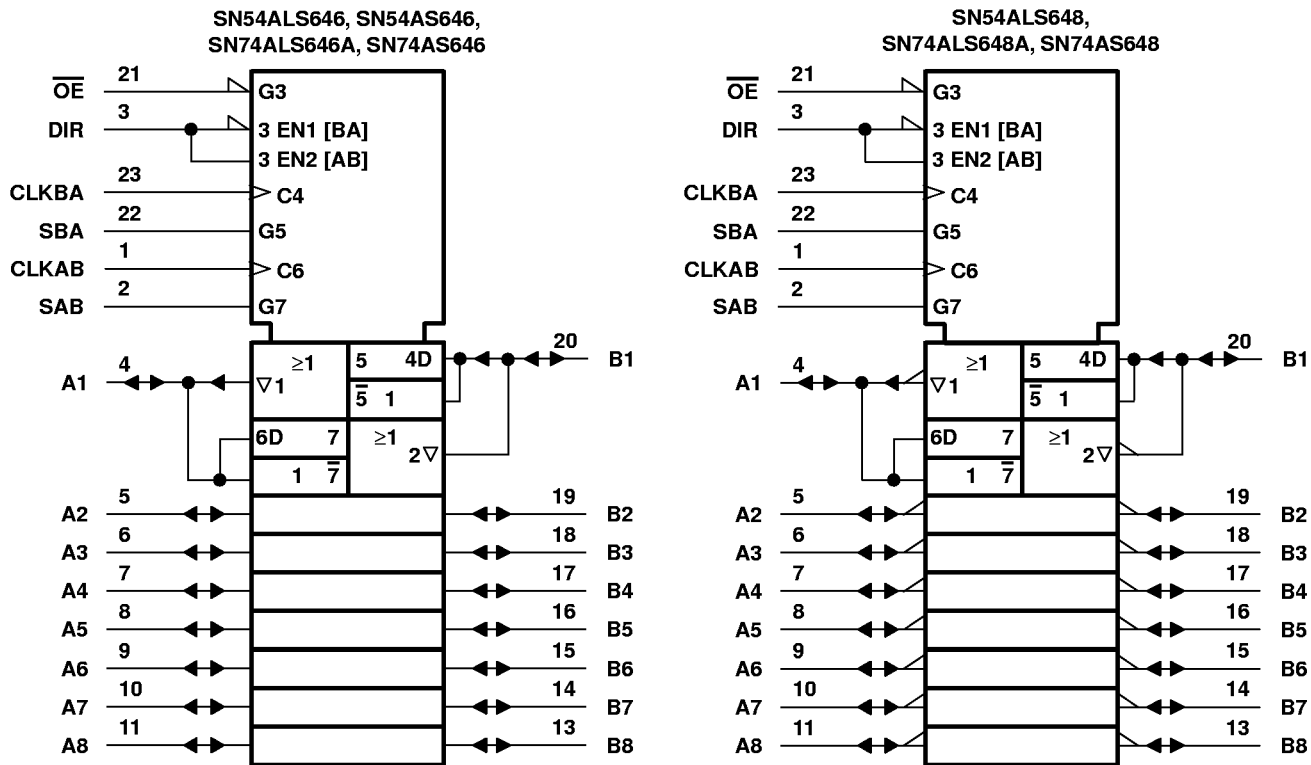 SN54ALS646, SN54AS646,
SN74ALS646A, SN74AS646
OE 21 G3
DIR 3 3 EN1 [BA]
3 EN2 [AB]
CLKBA 23 C4
SBA 22 G5
CLKAB 1 C6
SAB 2 G7
A1 4 ≥1 ▽1 5 4D 20 B1
5 1
6D 7 ≥1 2▽
1 7
A2 5 19 B2
A3 6 18 B3
A4 7 17 B4
A5 8 16 B5
A6 9 15 B6
A7 10 14 B7
A8 11 13 B8
SN54ALS648,
SN74ALS648A, SN74AS648
OE 21 G3
DIR 3 3 EN1 [BA]
3 EN2 [AB]
CLKBA 23 C4
SBA 22 G5
CLKAB 1 C6
SAB 2 G7
A1 4 ≥1 ▽1 5 4D 20 B1
5 1
6D 7 ≥1 2▽
1 7
A2 5 19 B2
A3 6 18 B3
A4 7 17 B4
A5 8 16 B5
A6 9 15 B6
A7 10 14 B7
A8 11 13 B8